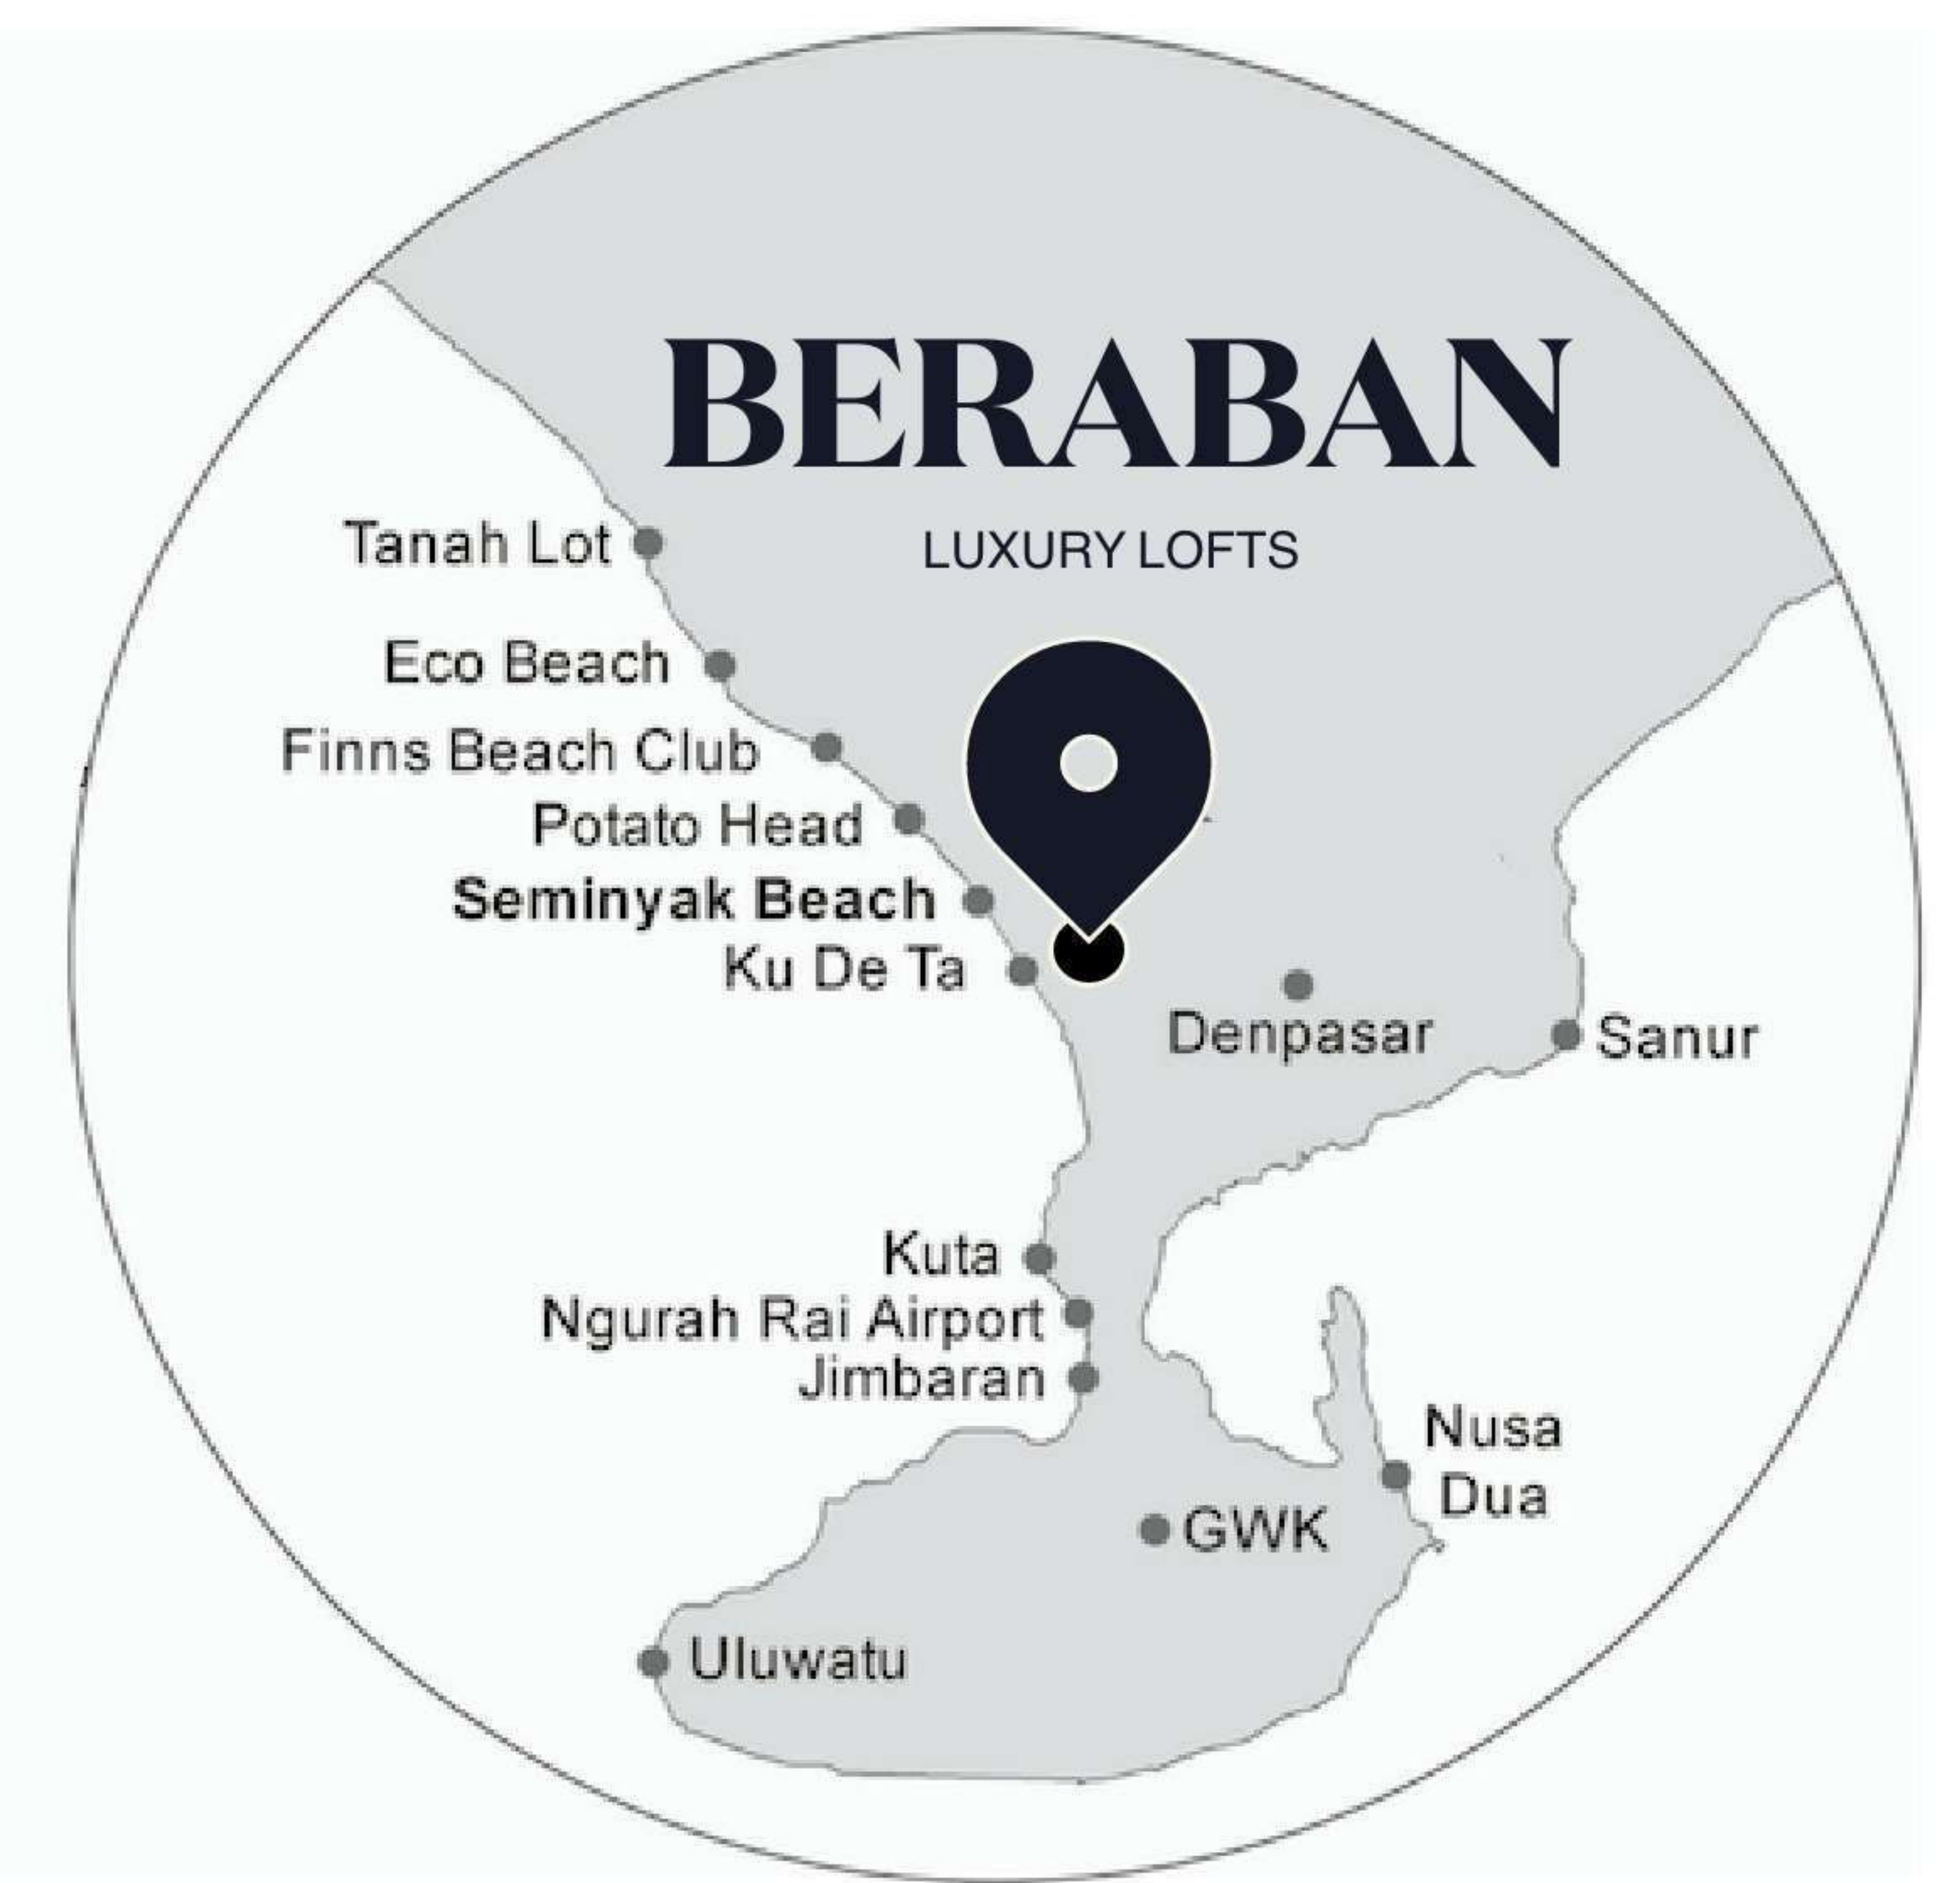 BERABAN
LUXURY LOFTS
Tanah Lot
Eco Beach
Finns Beach Club
Potato Head
Seminyak Beach
Ku De Ta
Denpasar
Sanur
Kuta
Ngurah Rai Airport
Jimbaran
Nusa
Dua
GWK
Uluwatu